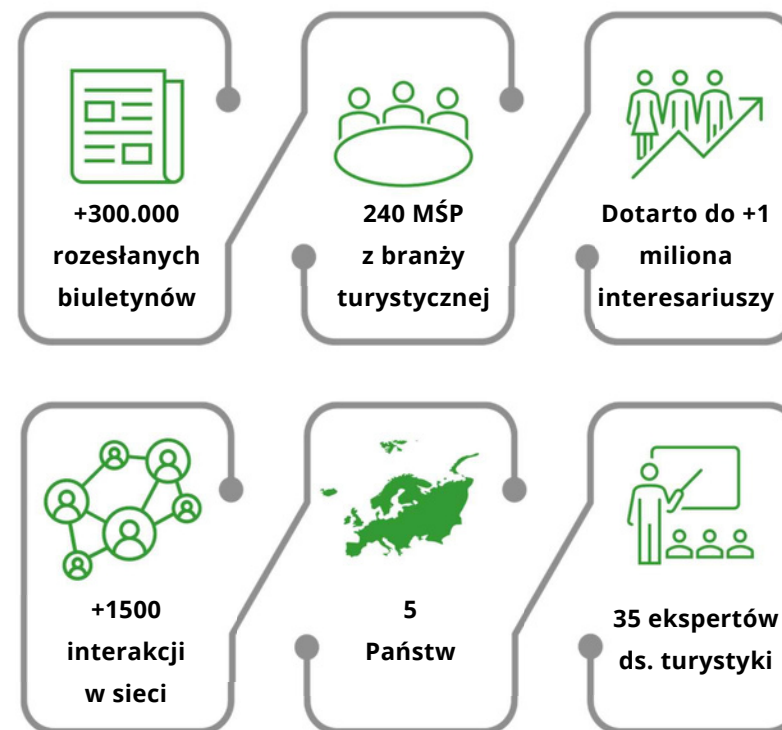 +300.000
rozesłanych
biuletynów
240 MŚP
z branży
turystycznej
Dotarto do +1
miliona
interesariuszy
+1500
interakcji
w sieci
5
Państw
35 ekspertów
ds. turystyki